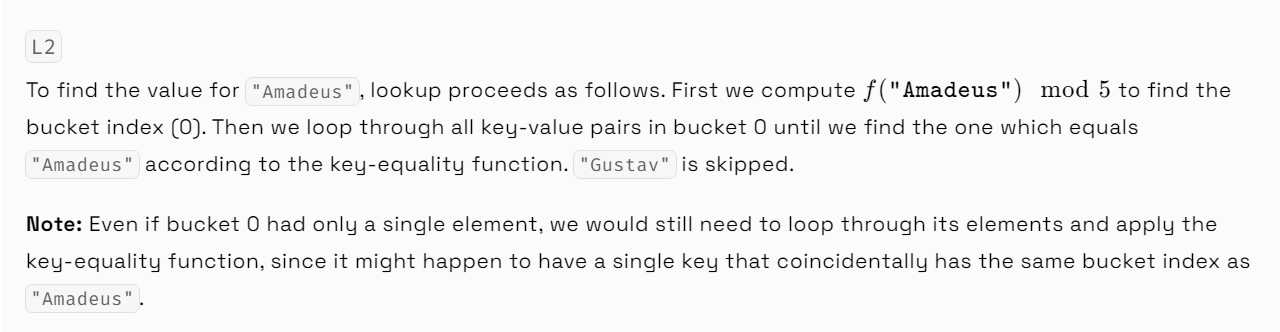 L2
To find the value for "Amadeus", lookup proceeds as follows. First we compute f("Amadeus") mod 5 to find the
bucket index (0). Then we loop through all key-value pairs in bucket 0 until we find the one which equals
"Amadeus" according to the key-equality function. "Gustav" is skipped.
Note: Even if bucket 0 had only a single element, we would still need to loop through its elements and apply the
key-equality function, since it might happen to have a single key that coincidentally has the same bucket index as
"Amadeus".